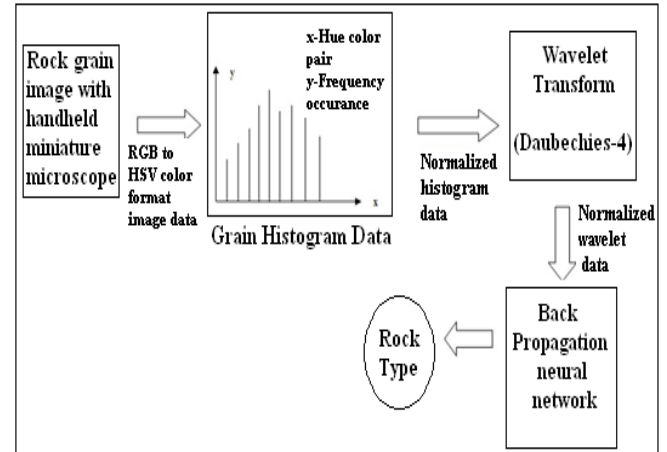 Rock grain
image with
handheld
miniature
microscope
RGB to
HSV color
format
image data
x-Hue color
pair
y-Frequency
occurance
y
x
Grain Histogram Data
Normalized
histogram
data
Wavelet
Transform
(Daubechies-4)
Normalized
wavelet
data
Back
Propagation
neural
network
Rock
Type